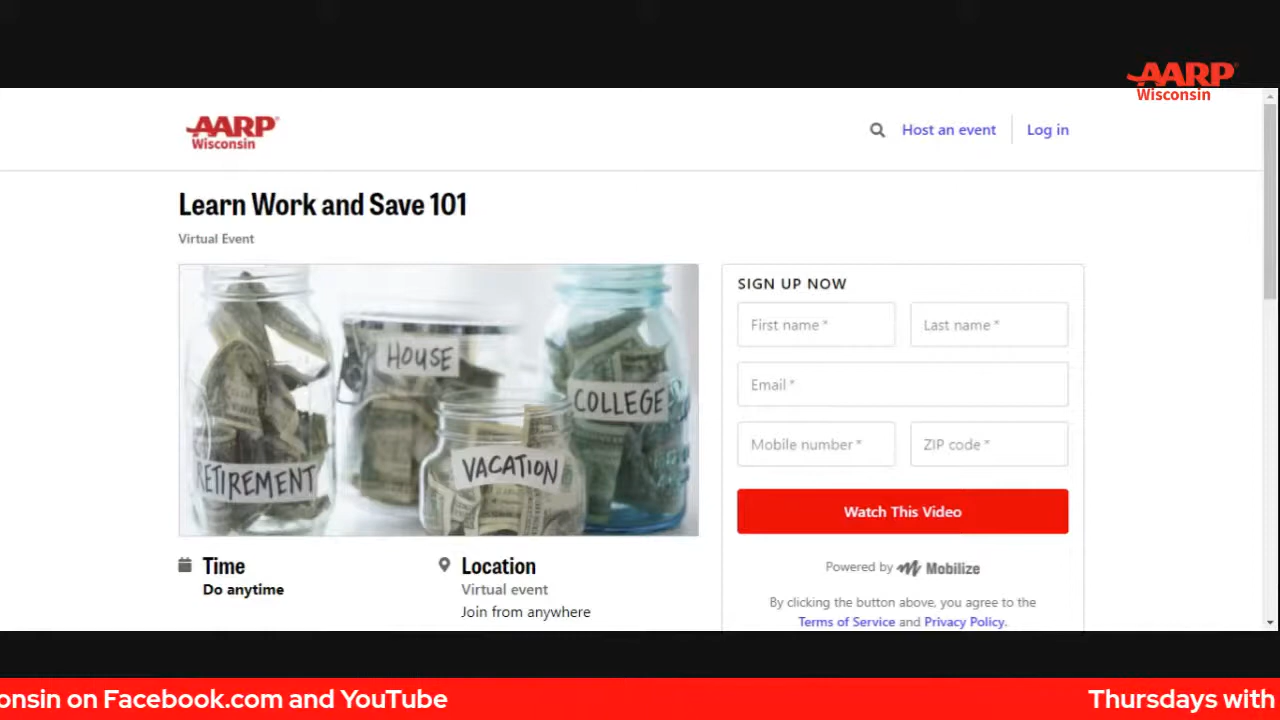 AARP
Wisconsin
AARP
Wisconsin
Host an event
Log in
Learn Work and Save 101
Virtual Event
RETIREMENT
HOUSE
VACATION
COLLEGE
SIGN UP NOW
First name *
Last name *
Email *
Mobile number *
ZIP code *
Watch This Video
Powered by Mobilize
By clicking the button above, you agree to the
Terms of Service and Privacy Policy.
Time
Do anytime
Location
Virtual event
Join from anywhere
onsin on Facebook.com and YouTube
Thursdays with